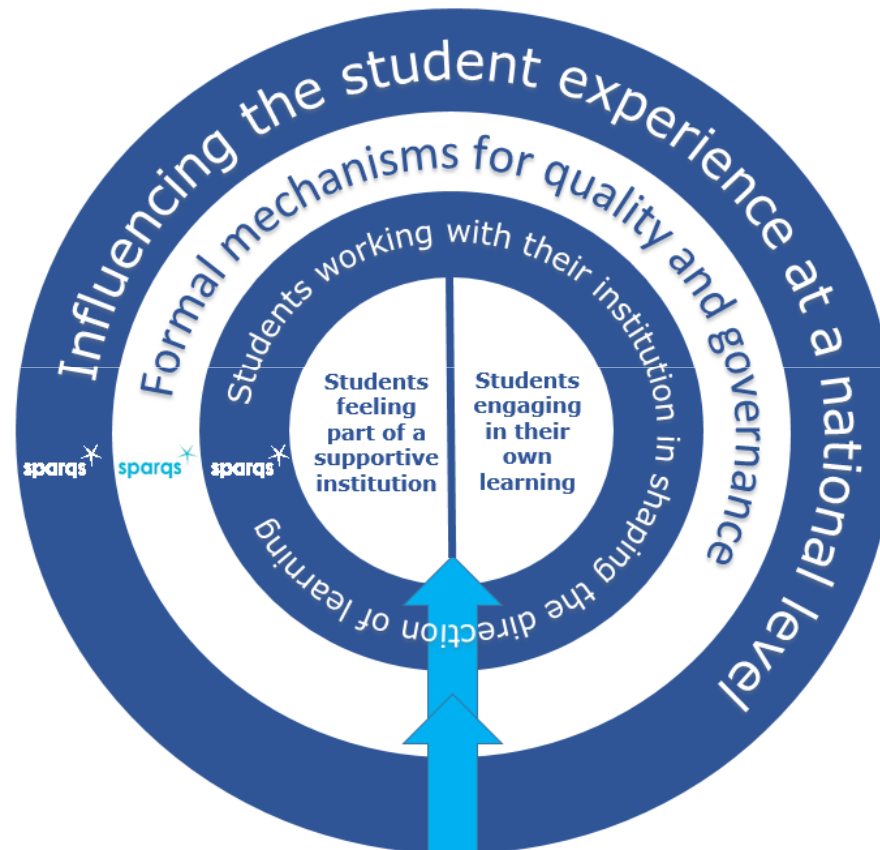 Influencing the student experience at a national level
Formal mechanisms for quality and governance
Students working with their institution in shaping the direction of learning
Students
feeling
part of a
supportive
institution
Students
engaging
in their
own
learning
sparqs
sparqs
sparqs